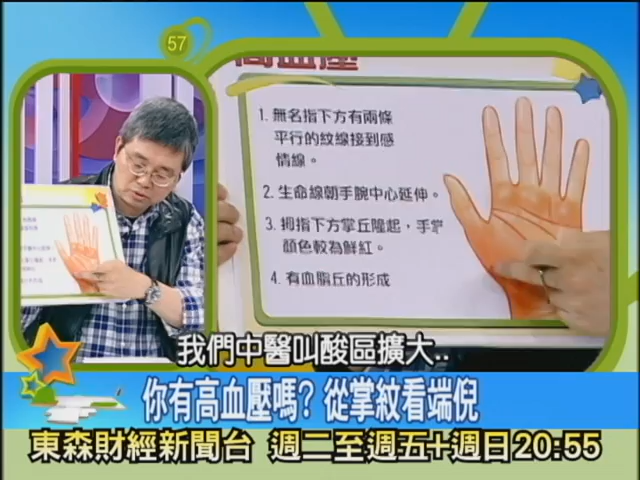 57
高血壓
1. 無名指下方有兩條
平行的紋線接到感
情線。
2. 生命線朝手腕中心延伸。
3. 拇指下方掌丘隆起，手掌
顏色較為鮮紅。
4. 有血脂丘的形成
我們中醫叫酸區擴大..
你有高血壓嗎? 從掌紋看端倪
東森財經新聞台 週二至週五+週日20:55